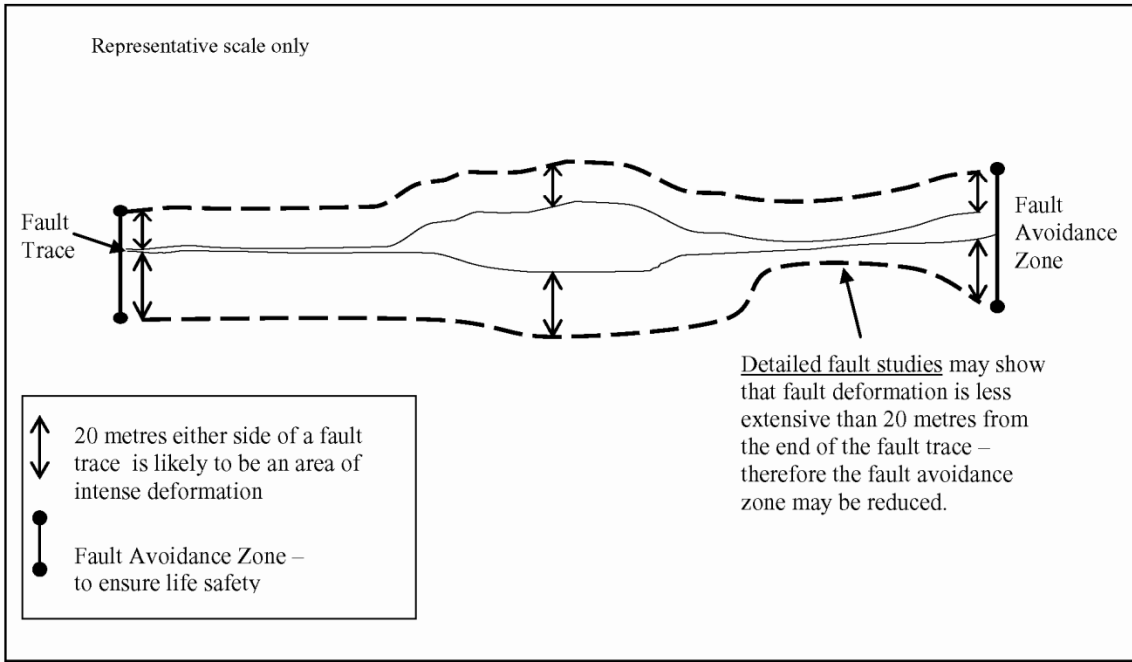 Representative scale only
Fault
Trace
Fault
Avoidance
Zone
Detailed fault studies may show
that fault deformation is less
extensive than 20 metres from
the end of the fault trace –
therefore the fault avoidance
zone may be reduced.
20 metres either side of a fault
trace is likely to be an area of
intense deformation
Fault Avoidance Zone –
to ensure life safety